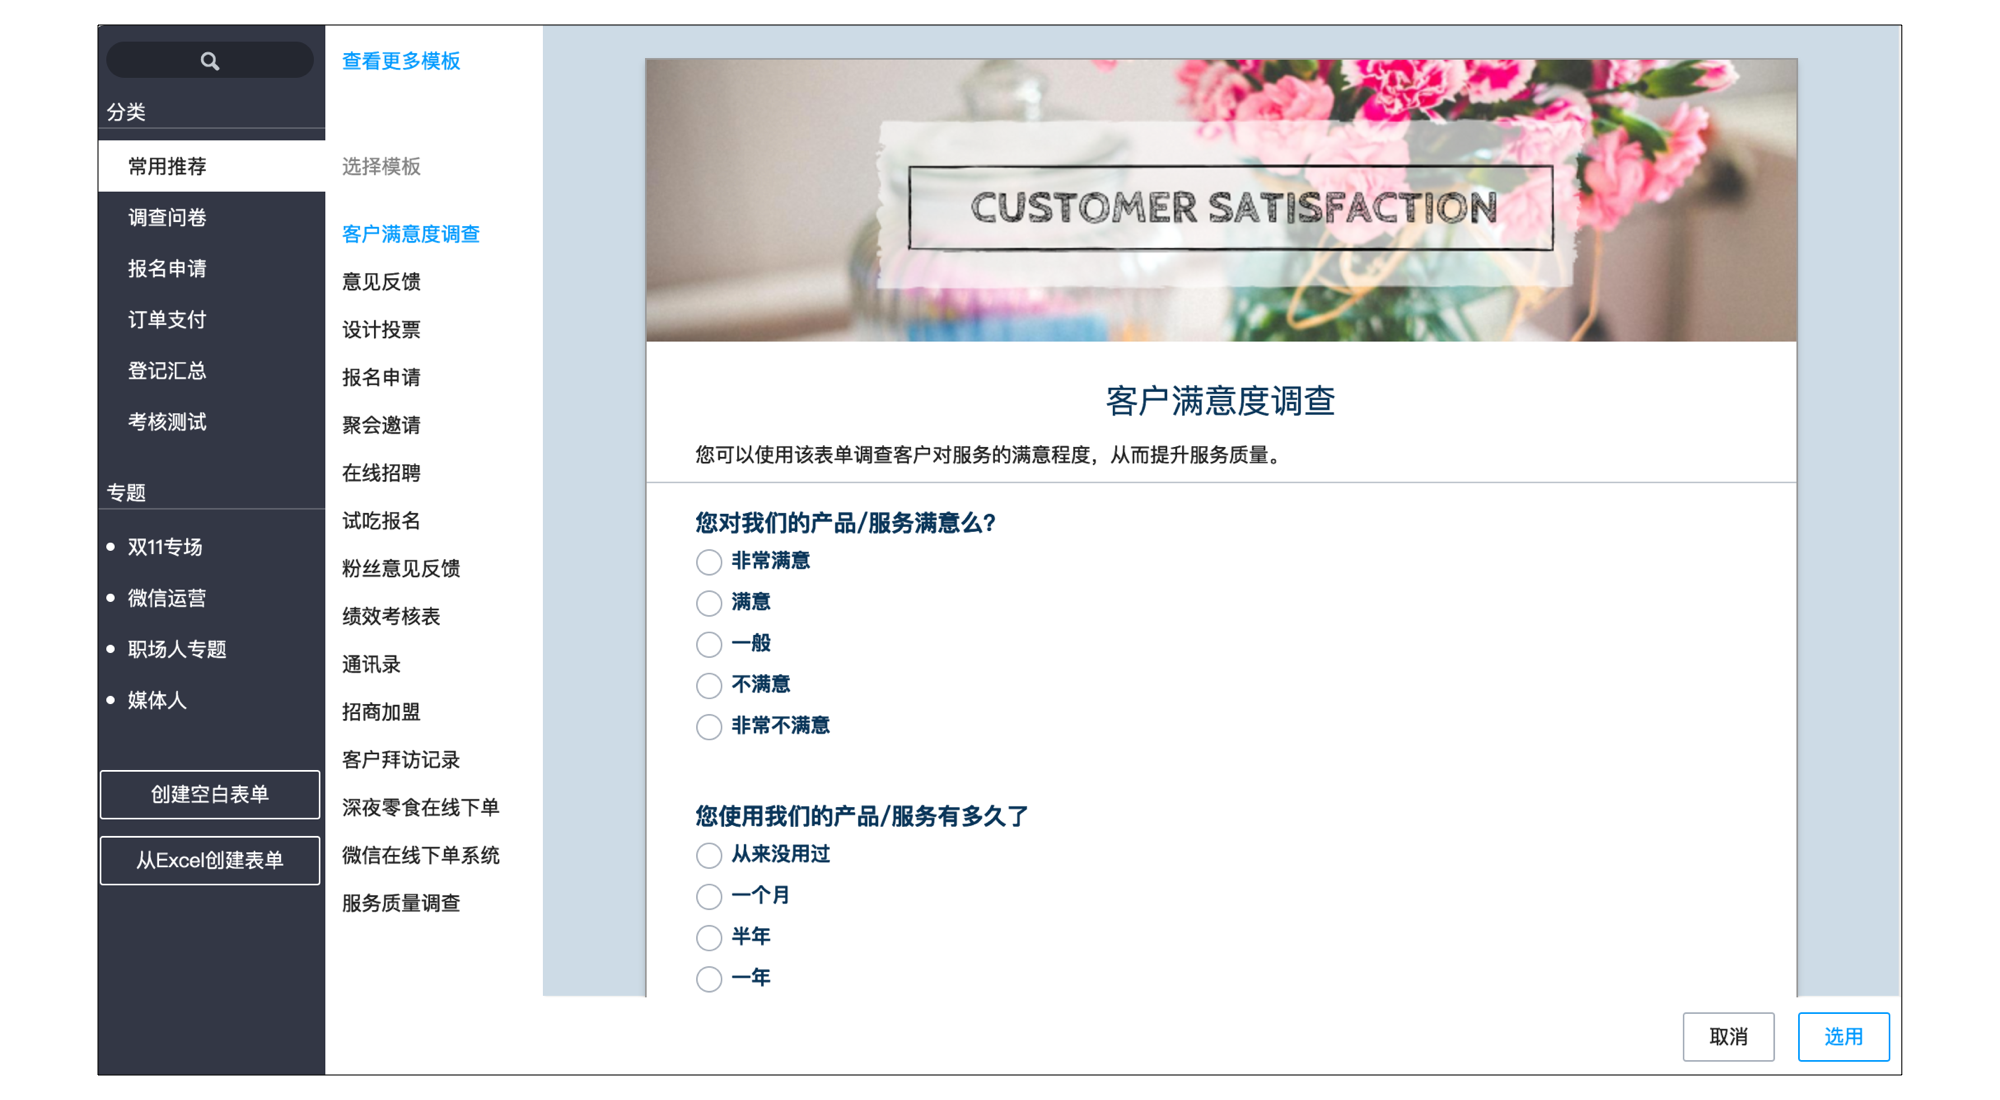 分类
常用推荐
调查问卷
报名申请
订单支付
登记汇总
考核测试
专题
双11专场
微信运营
职场人专题
媒体人
创建空白表单
从Excel创建表单
查看更多模板
选择模板
客户满意度调查
意见反馈
设计投票
报名申请
聚会邀请
在线招聘
试吃报名
粉丝意见反馈
绩效考核表
通讯录
招商加盟
客户拜访记录
深夜零食在线下单
微信在线下单系统
服务质量调查
CUSTOMER SATISFACTION
客户满意度调查
您可以使用该表单调查客户对服务的满意程度，从而提升服务质量。
您对我们的产品/服务满意么?
非常满意
满意
一般
不满意
非常不满意
您使用我们的产品/服务有多久了
从来没用过
一个月
半年
一年
取消
选用